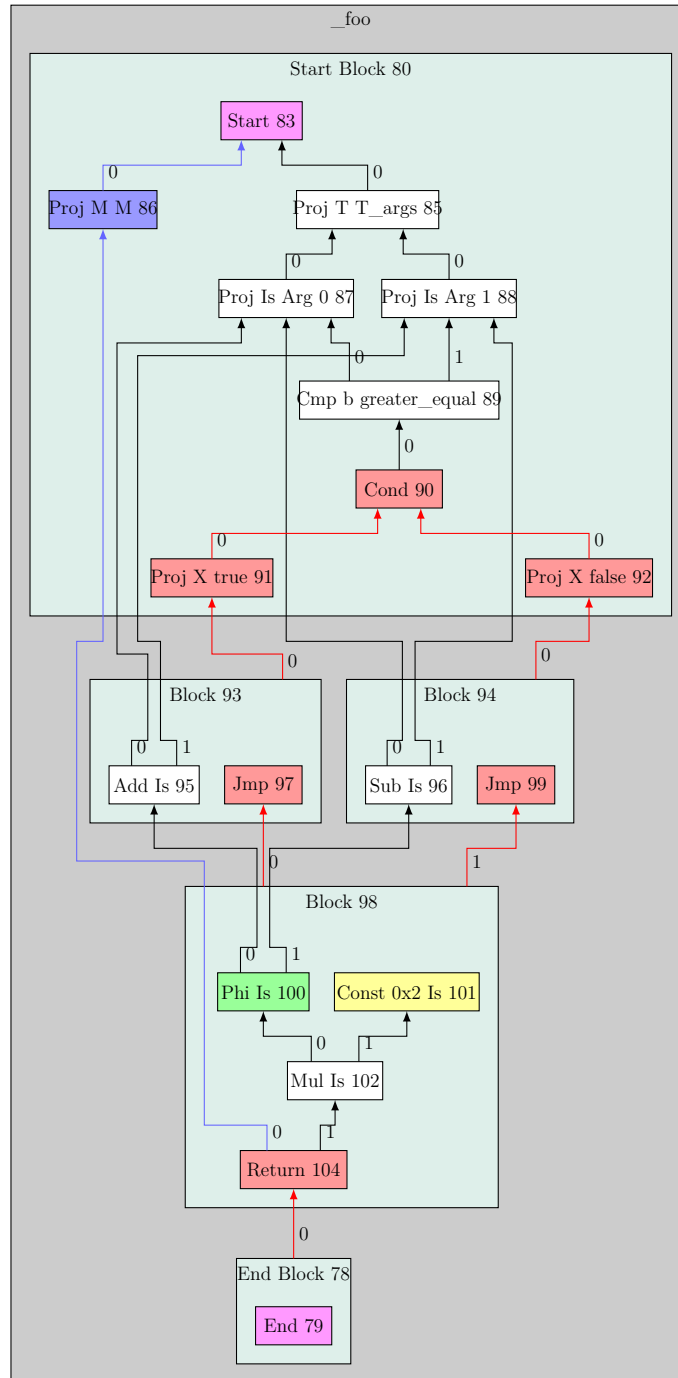 _foo
Start Block 80
Start 83
0
0
Proj M M 86
Proj T T_args 85
0
0
Proj Is Arg 0 87
Proj Is Arg 1 88
0
1
Cmp b greater_equal 89
0
Cond 90
0
0
Proj X true 91
Proj X false 92
0
0
Block 93
Block 94
0
1
0
1
Add Is 95
Jmp 97
Sub Is 96
Jmp 99
0
1
Block 98
0
1
Phi Is 100
Const 0x2 Is 101
0
1
Mul Is 102
0
1
Return 104
0
End Block 78
End 79